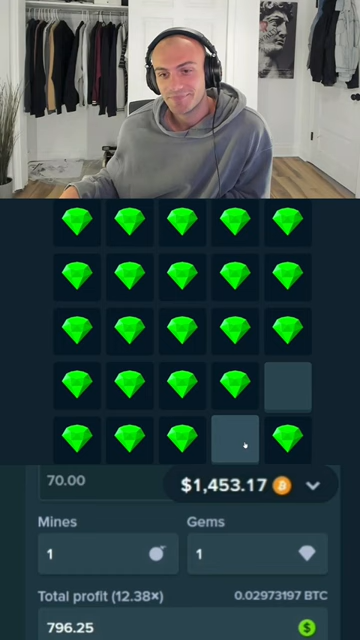 70.00
$1,453.17
Mines
Gems
1
1
Total profit (12.38×)
0.02973197 BTC
796.25